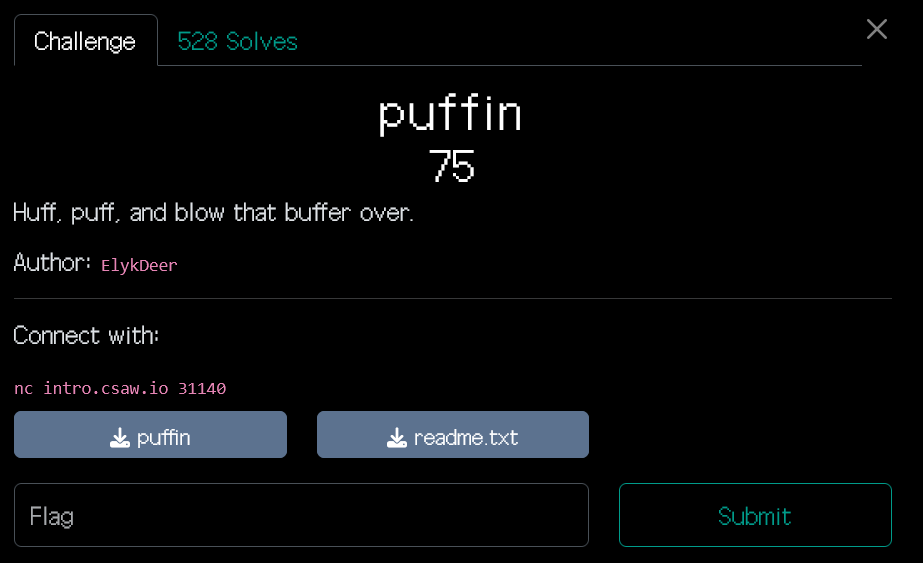 Challenge 528 Solves
puffin
75
Huff, puff, and blow that buffer over.
Author: ElykDeer
Connect with:
nc intro.csaw.io 31140
puffin readme.txt
Flag Submit